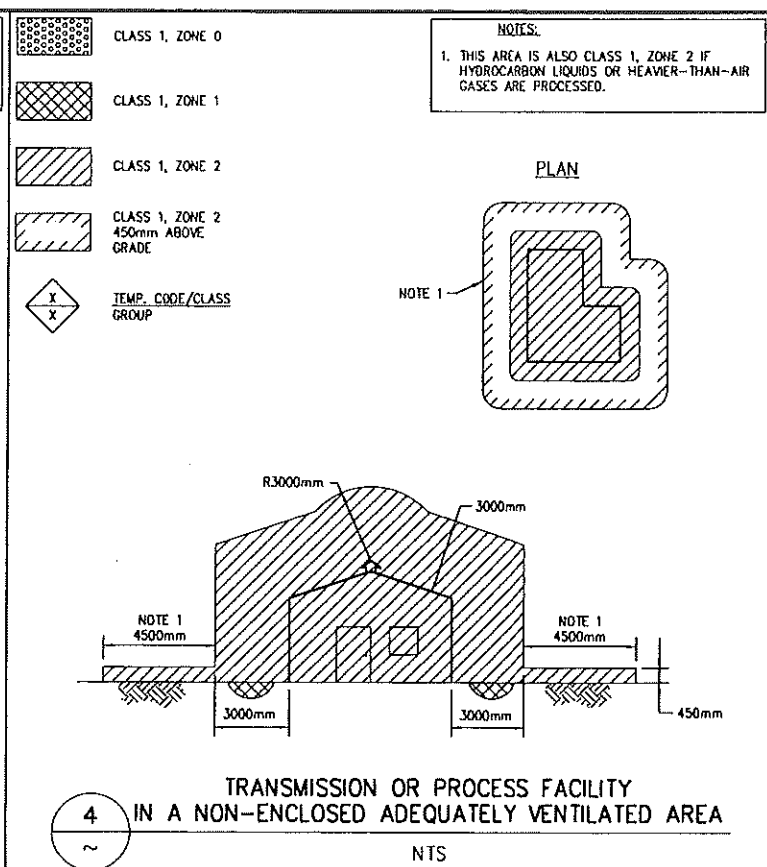 CLASS 1, ZONE 0
CLASS 1, ZONE 1
CLASS 1, ZONE 2
CLASS 1, ZONE 2
450mm ABOVE
GRADE
X
X
TEMP. CODE/CLASS
GROUP
NOTES:
1. THIS AREA IS ALSO CLASS 1, ZONE 2 IF
HYDROCARBON LIQUIDS OR HEAVIER-THAN-AIR
GASES ARE PROCESSED.
PLAN
NOTE 1
R3000mm
3000mm
NOTE 1
4500mm
NOTE 1
4500mm
3000mm
3000mm
450mm
4
~
TRANSMISSION OR PROCESS FACILITY
IN A NON-ENCLOSED ADEQUATELY VENTILATED AREA
NTS